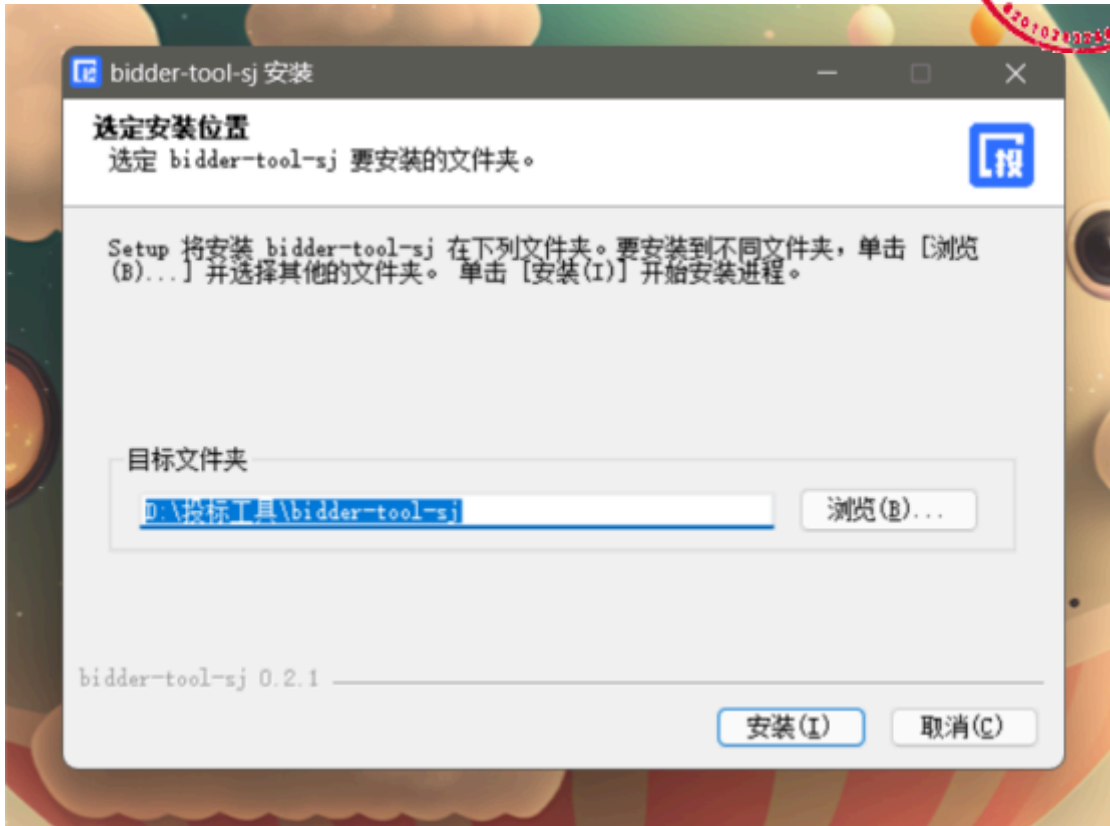 bidder-tool-sj 安装
选定安装位置
选定 bidder-tool-sj 要安装的文件夹。
投
Setup 将安装 bidder-tool-sj 在下列文件夹。要安装到不同文件夹，单击 [浏览
(B)...] 并选择其他的文件夹。 单击 [安装(I)] 开始安装进程。
目标文件夹
D:\投标工具\bidder-tool-sj
浏览(B)...
bidder-tool-sj 0.2.1
安装(I)
取消(C)